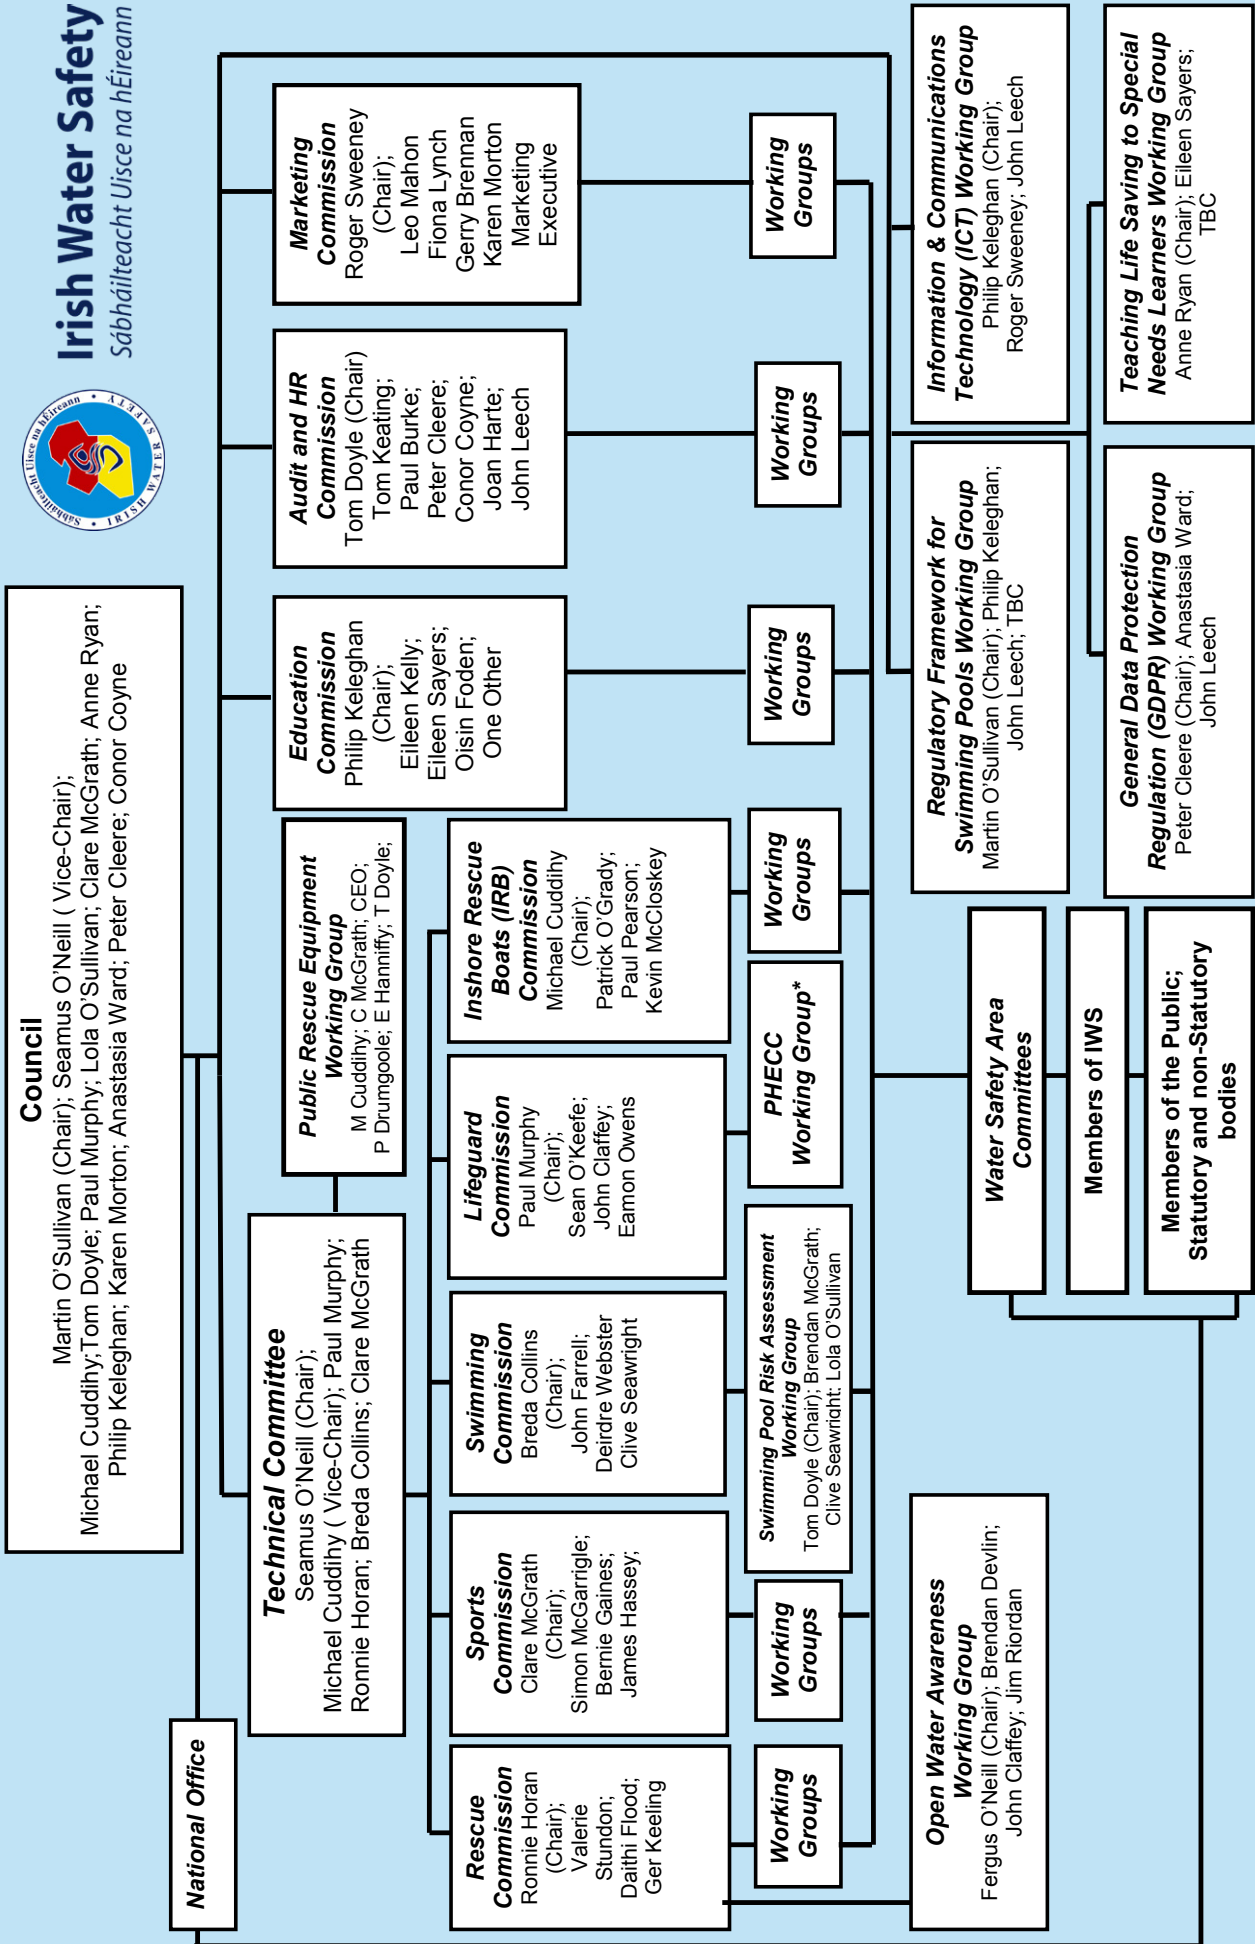 Irish Water Safety
Sábháilteacht Uisce na hÉireann
Sábháilteacht Uisce na hÉireann • IRISH WATER SAFETY •
Council
Martin O'Sullivan (Chair); Seamus O'Neill ( Vice-Chair);
Michael Cuddihy;Tom Doyle; Paul Murphy; Lola O'Sullivan; Clare McGrath; Anne Ryan;
Philip Keleghan; Karen Morton; Anastasia Ward; Peter Cleere; Conor Coyne
National Office
Technical Committee
Seamus O'Neill (Chair);
Michael Cuddihy ( Vice-Chair); Paul Murphy;
Ronnie Horan; Breda Collins; Clare McGrath
Public Rescue Equipment
Working Group
M Cuddihy; C McGrath; CEO;
P Drumgoole; E Hanniffy; T Doyle;
Education
Commission
Philip Keleghan
(Chair);
Eileen Kelly;
Eileen Sayers;
Oisin Foden;
One Other
Audit and HR
Commission
Tom Doyle (Chair)
Tom Keating;
Paul Burke;
Peter Cleere;
Conor Coyne;
Joan Harte;
John Leech
Marketing
Commission
Roger Sweeney
(Chair);
Leo Mahon
Fiona Lynch
Gerry Brennan
Karen Morton
Marketing
Executive
Rescue
Commission
Ronnie Horan
(Chair);
Valerie
Stundon;
Daithi Flood;
Ger Keeling
Sports
Commission
Clare McGrath
(Chair);
Simon McGarrigle;
Bernie Gaines;
James Hassey;
Swimming
Commission
Breda Collins
(Chair);
John Farrell;
Deirdre Webster
Clive Seawright
Lifeguard
Commission
Paul Murphy
(Chair);
Sean O'Keefe;
John Claffey;
Eamon Owens
Inshore Rescue
Boats (IRB)
Commission
Michael Cuddihy
(Chair);
Patrick O'Grady;
Paul Pearson;
Kevin McCloskey
Working
Groups
Working
Groups
Swimming Pool Risk Assessment
Working Group
Tom Doyle (Chair); Brendan McGrath;
Clive Seawright; Lola O'Sullivan
PHECC
Working Group*
Working
Groups
Working
Groups
Working
Groups
Working
Groups
Open Water Awareness
Working Group
Fergus O'Neill (Chair); Brendan Devlin;
John Claffey; Jim Riordan
Water Safety Area
Committees
Members of IWS
Members of the Public;
Statutory and non-Statutory
bodies
Regulatory Framework for
Swimming Pools Working Group
Martin O'Sullivan (Chair); Philip Keleghan;
John Leech; TBC
Information & Communications
Technology (ICT) Working Group
Philip Keleghan (Chair);
Roger Sweeney; John Leech
General Data Protection
Regulation (GDPR) Working Group
Peter Cleere (Chair); Anastasia Ward;
John Leech
Teaching Life Saving to Special
Needs Learners Working Group
Anne Ryan (Chair); Eileen Sayers;
TBC